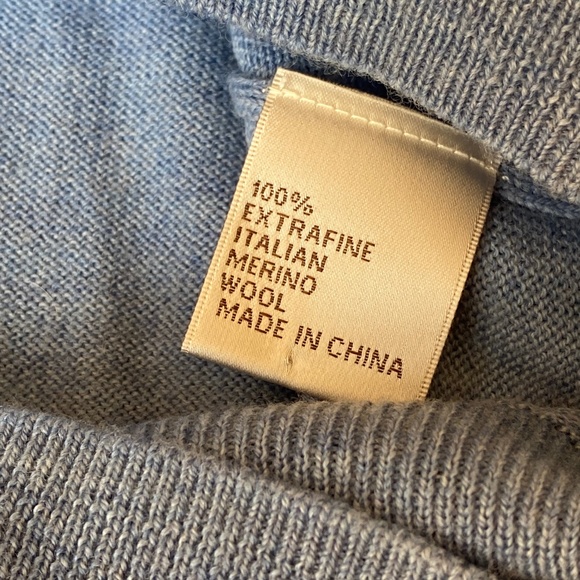 100%
EXTRAFINE
ITALIAN
MERINO
WOOL
MADE IN CHINA